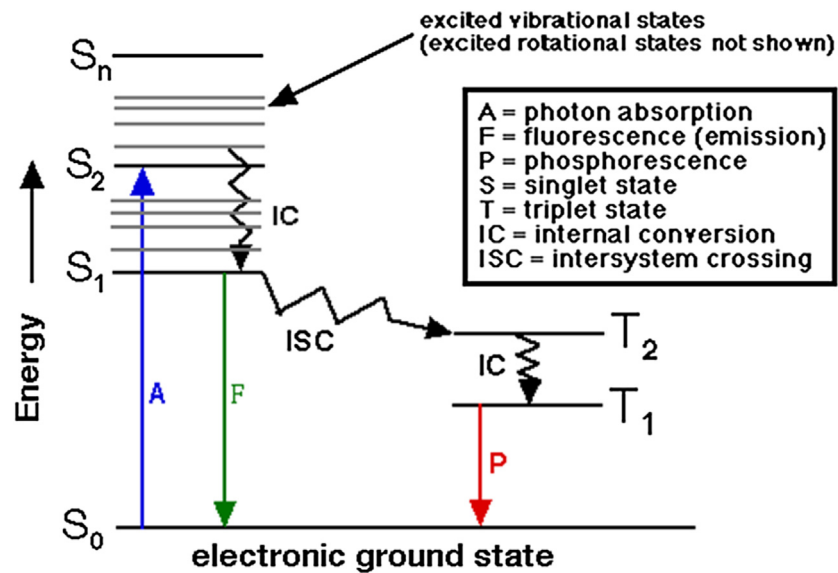 excited vibrational states
(excited rotational states not shown)
Sn
A = photon absorption
F = fluorescence (emission)
P = phosphorescence
S = singlet state
T = triplet state
IC = internal conversion
ISC = intersystem crossing
S2
IC
S1
Energy
ISC
T2
IC
A
F
T1
P
S0
electronic ground state